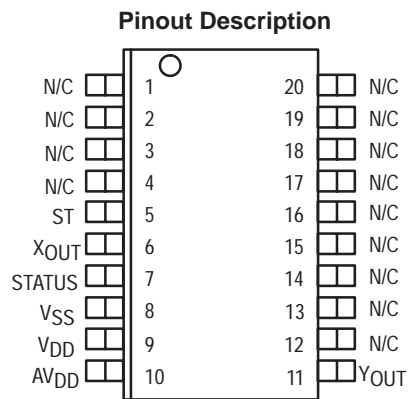 Pinout Description
N/C 1 20 N/C
N/C 2 19 N/C
N/C 3 18 N/C
N/C 4 17 N/C
ST 5 16 N/C
XOUT 6 15 N/C
STATUS 7 14 N/C
VSS 8 13 N/C
VDD 9 12 N/C
AVDD 10 11 YOUT